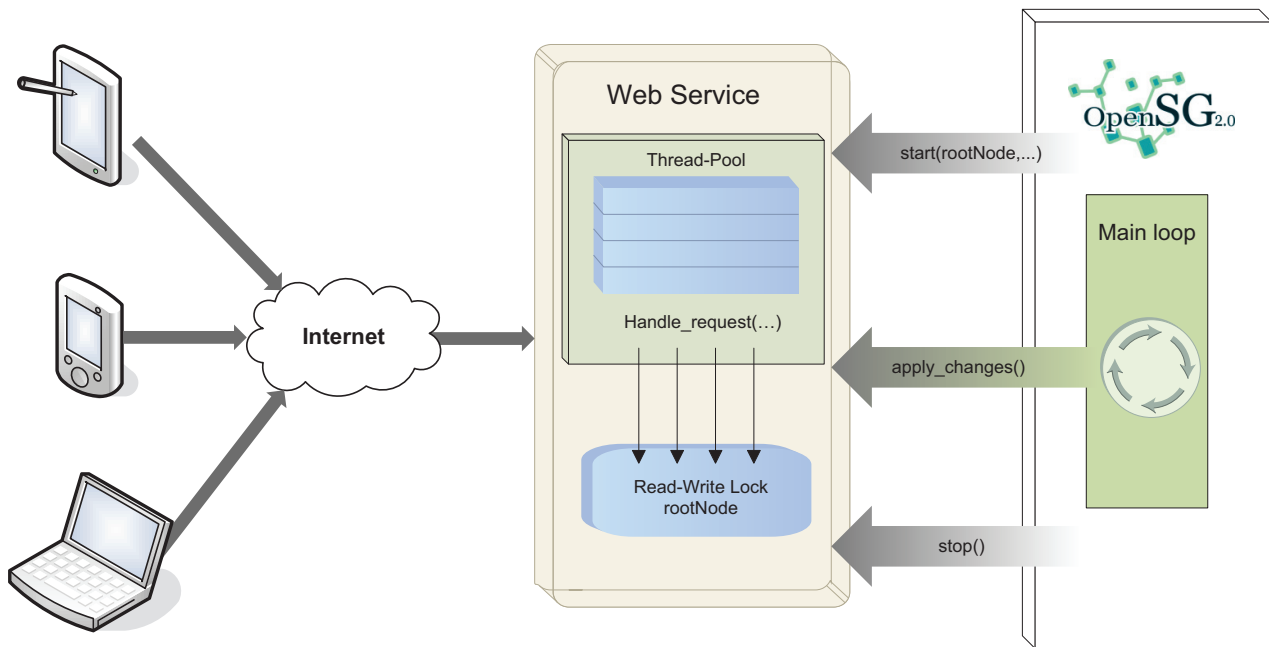 Web Service
Thread-Pool
Handle_request(…)
Read-Write Lock
rootNode
Internet
OpenSG2.0
start(rootNode,...)
Main loop
apply_changes()
stop()